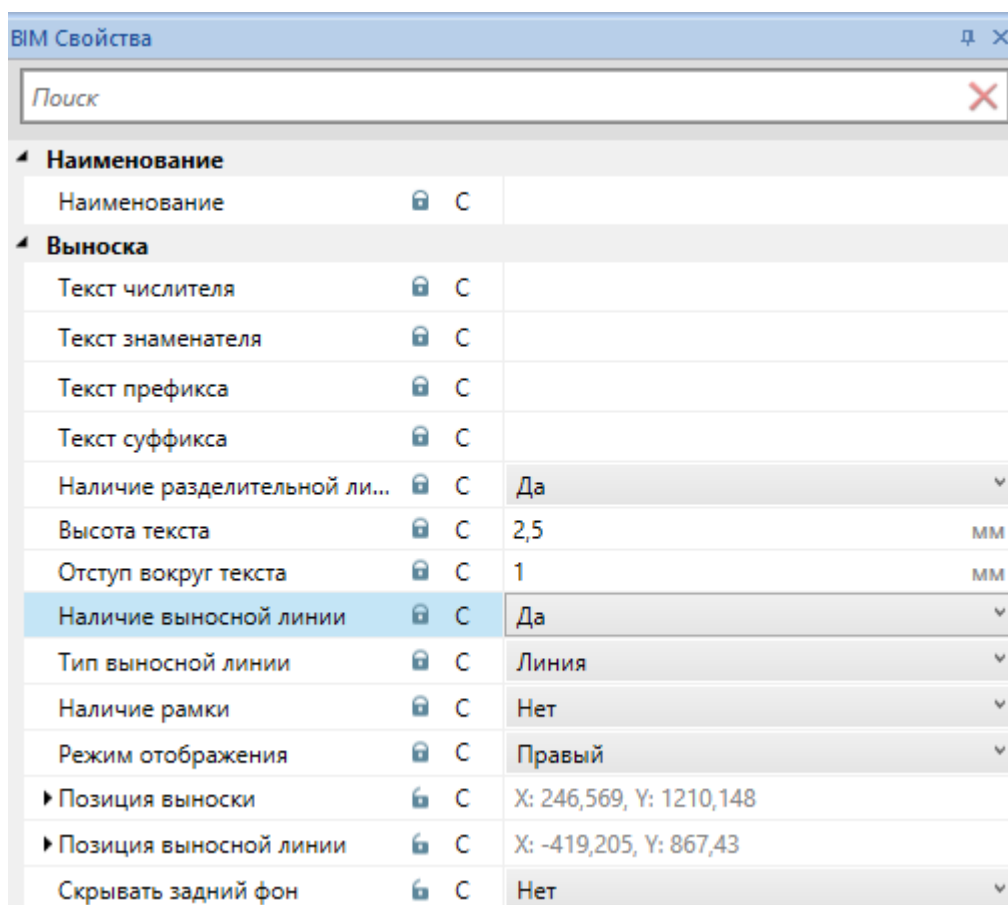 BIM Свойства
Поиск
Наименование
Наименование С
Выноска
Текст числителя С
Текст знаменателя С
Текст префикса С
Текст суффикса С
Наличие разделительной ли... С Да
Высота текста С 2,5 мм
Отступ вокруг текста С 1 мм
Наличие выносной линии С Да
Тип выносной линии С Линия
Наличие рамки С Нет
Режим отображения С Правый
Позиция выноски С X: 246,569, Y: 1210,148
Позиция выносной линии С X: -419,205, Y: 867,43
Скрывать задний фон С Нет